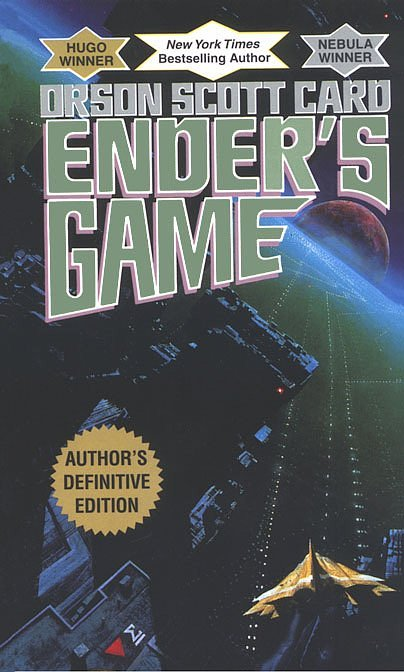 HUGO
WINNER
New York Times
Bestselling Author
NEBULA
WINNER
ORSON SCOTT CARD
ENDER'S
GAME
AUTHOR'S
DEFINITIVE
EDITION